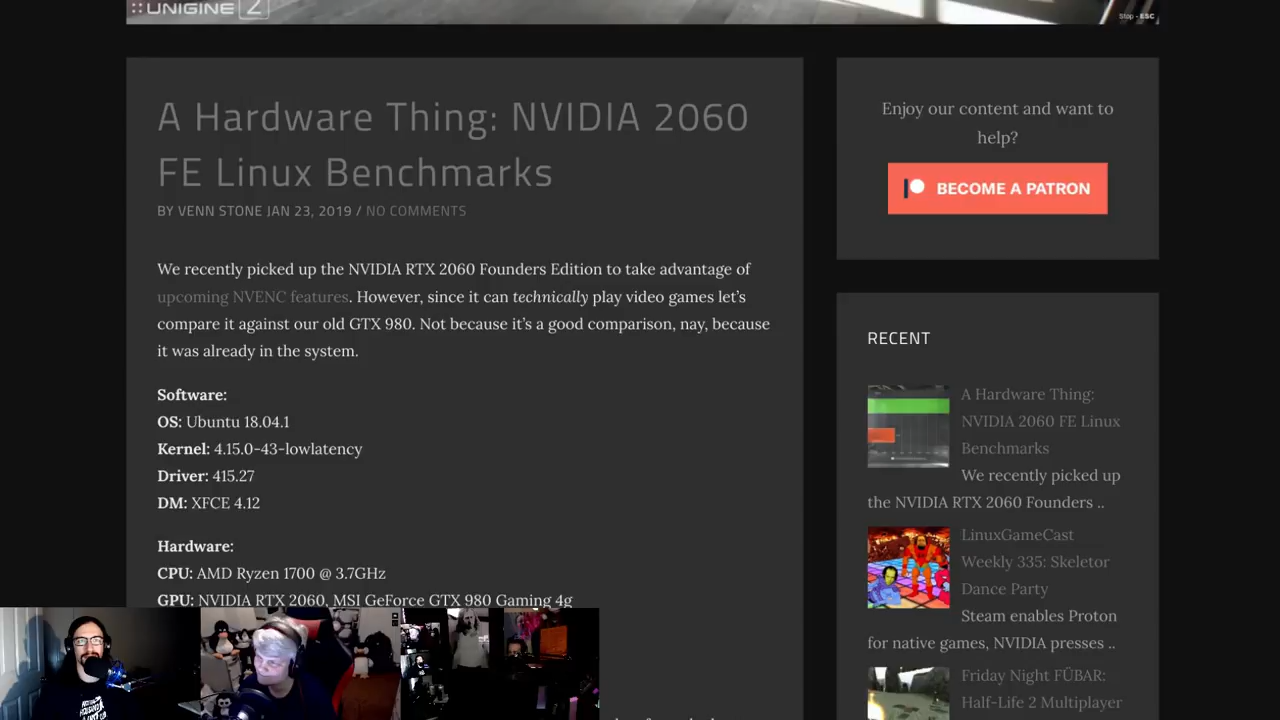 UNIGINE 2
Stop - ESC
A Hardware Thing: NVIDIA 2060
FE Linux Benchmarks
BY VENN STONE JAN 23, 2019 / NO COMMENTS
We recently picked up the NVIDIA RTX 2060 Founders Edition to take advantage of
upcoming NVENC features. However, since it can technically play video games let’s
compare it against our old GTX 980. Not because it’s a good comparison, nay, because
it was already in the system.
Software:
OS: Ubuntu 18.04.1
Kernel: 4.15.0-43-lowlatency
Driver: 415.27
DM: XFCE 4.12
Hardware:
CPU: AMD Ryzen 1700 @ 3.7GHz
GPU: NVIDIA RTX 2060, MSI GeForce GTX 980 Gaming 4g
Enjoy our content and want to
help?
BECOME A PATRON
RECENT
A Hardware Thing:
NVIDIA 2060 FE Linux
Benchmarks
We recently picked up
the NVIDIA RTX 2060 Founders ..
LinuxGameCast
Weekly 335: Skeletor
Dance Party
Steam enables Proton
for native games, NVIDIA presses ..
Friday Night FŪBAR:
Half-Life 2 Multiplayer